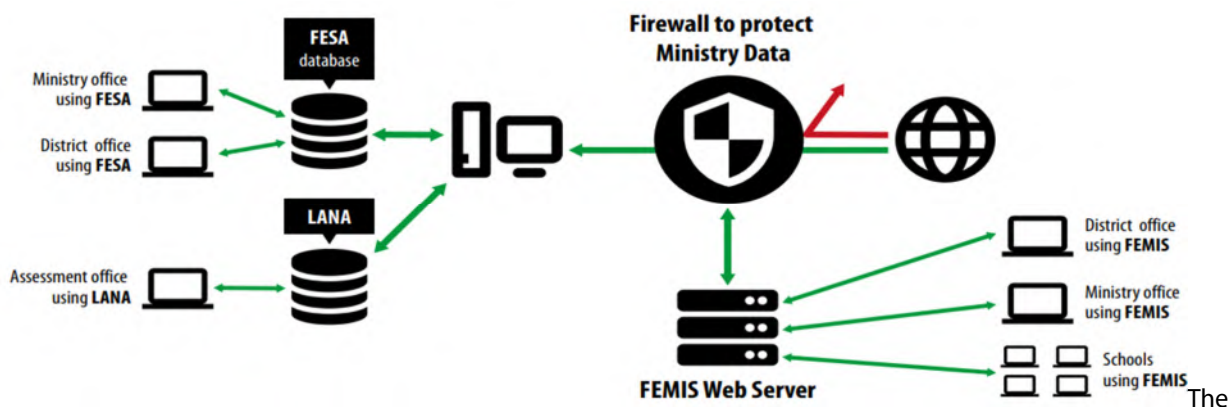 FESA
database
Ministry office
using FESA
District office
using FESA
LANA
Assessment office
using LANA
Firewall to protect
Ministry Data
FEMIS Web Server
District office
using FEMIS
Ministry office
using FEMIS
Schools
using FEMIS
The